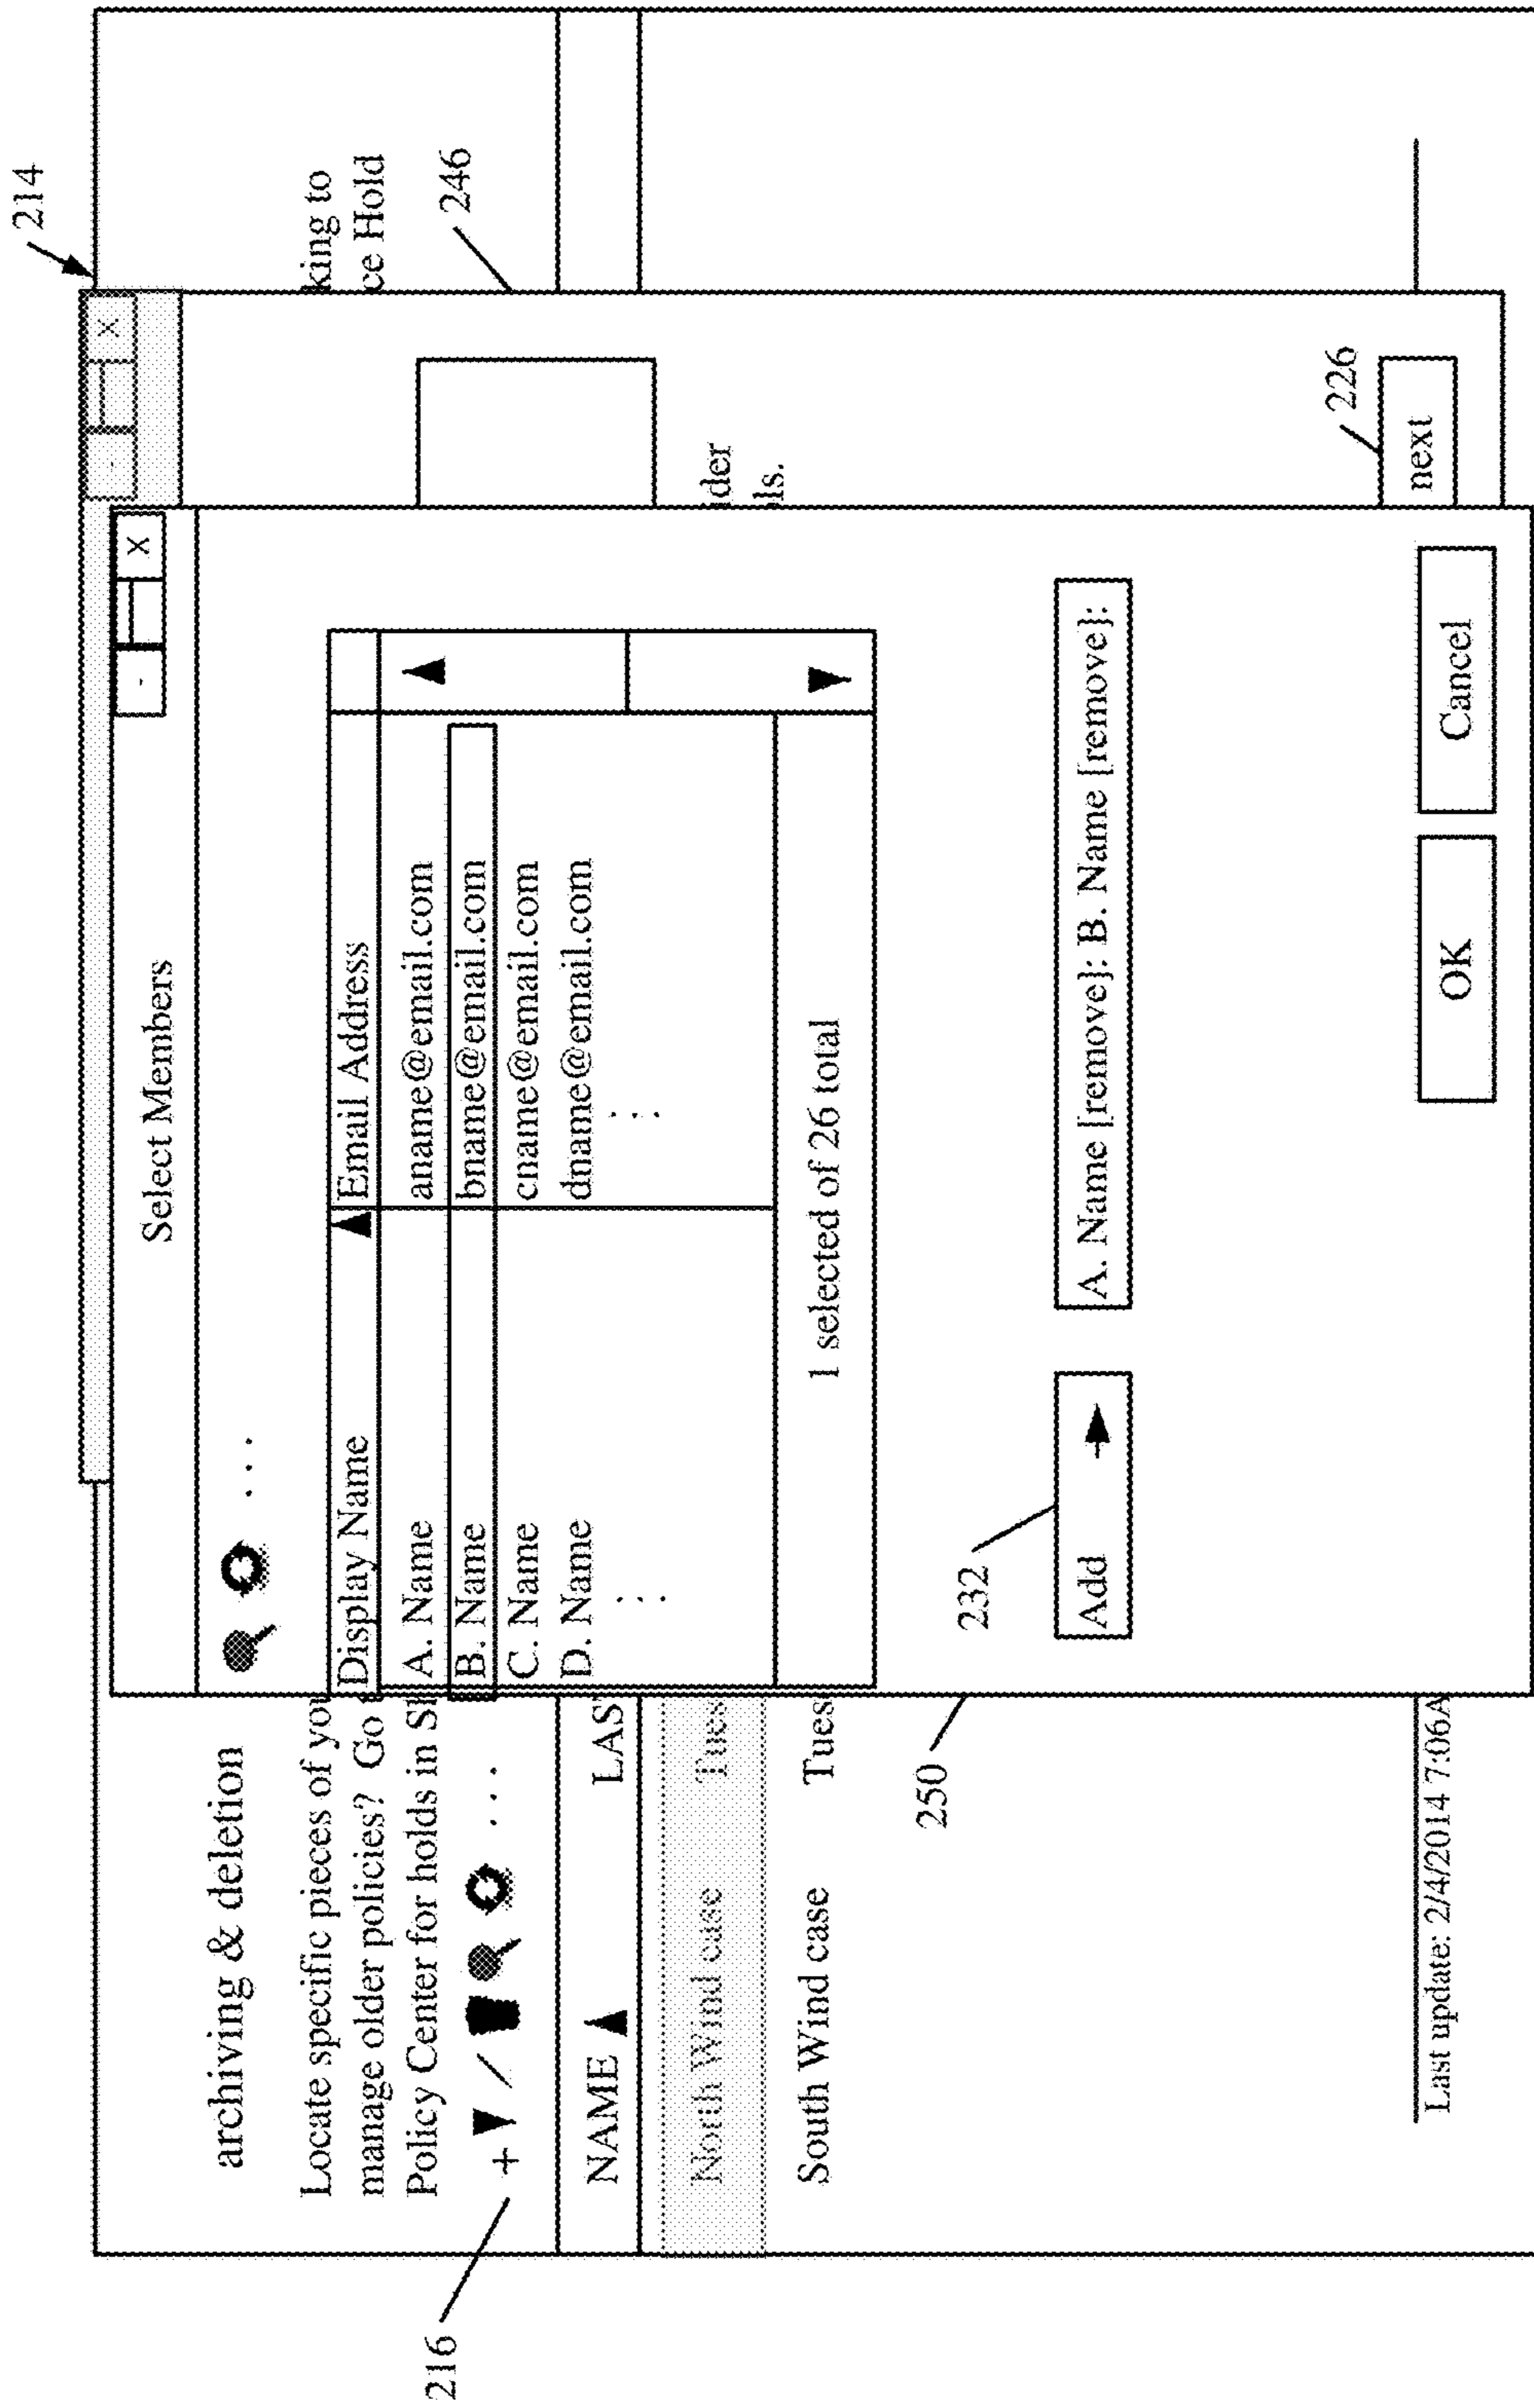 214
archiving & deletion
Locate specific pieces of you
king to
manage older policies? Go
ce Hold
Policy Center for holds in S
246
216
+
...
NAME
LAS
North Wind case
Tues
South Wind case
Tues
Last update: 2/4/2014 7:06A
- X
der
ls.
226
next
250
Select Members
- X
...
Display Name
Email Address
A. Name
aname@email.com
B. Name
bname@email.com
C. Name
cname@email.com
D. Name
dname@email.com
1 selected of 26 total
232
Add
A. Name [remove]: B. Name [remove]:
OK
Cancel